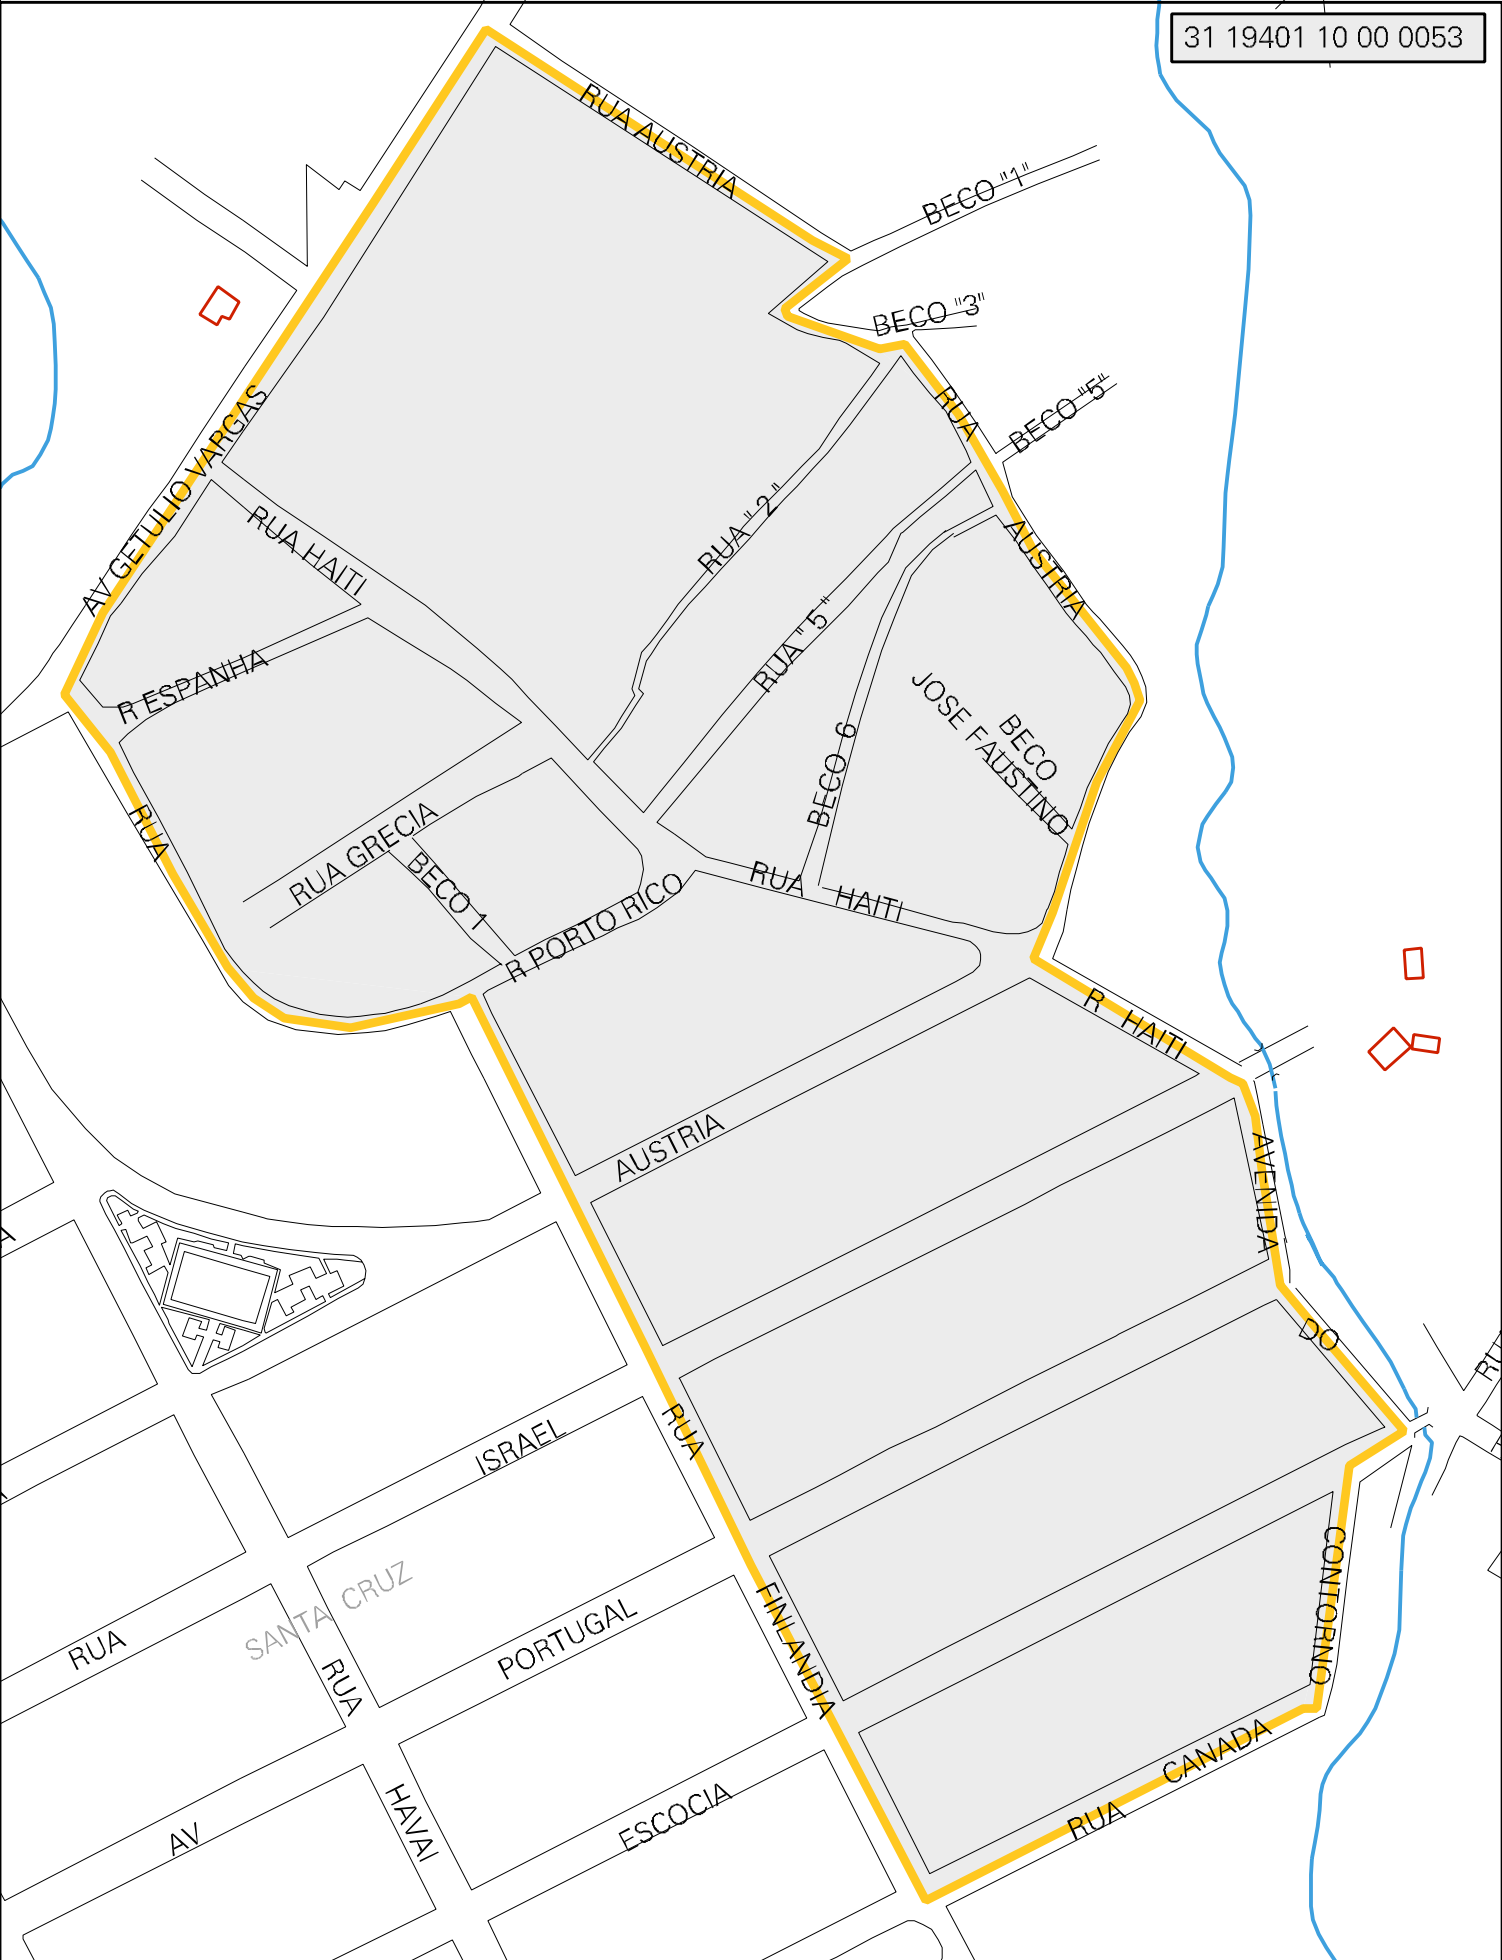 31 19401 10 00 0053
RUA AUSTRIA
BECO "1"
BECO "3"
RUA
BECO "5"
AV GETULIO VARGAS
RUA HAITI
RUA " 2 "
AUSTRIA
RUA " 5 "
R ESPANHA
BECO 6
BECO
JOSE FAUSTINO
RUA
RUA GRECIA
BECO 1
R PORTO RICO
RUA HAITI
R HAITI
AUSTRIA
AVENIDA
DO
RUA
ISRAEL
SANTA CRUZ
CONTORNO
FINLANDIA
PORTUGAL
RUA
RUA
CANADA
RUA
HAVAI
ESCOCIA
AV